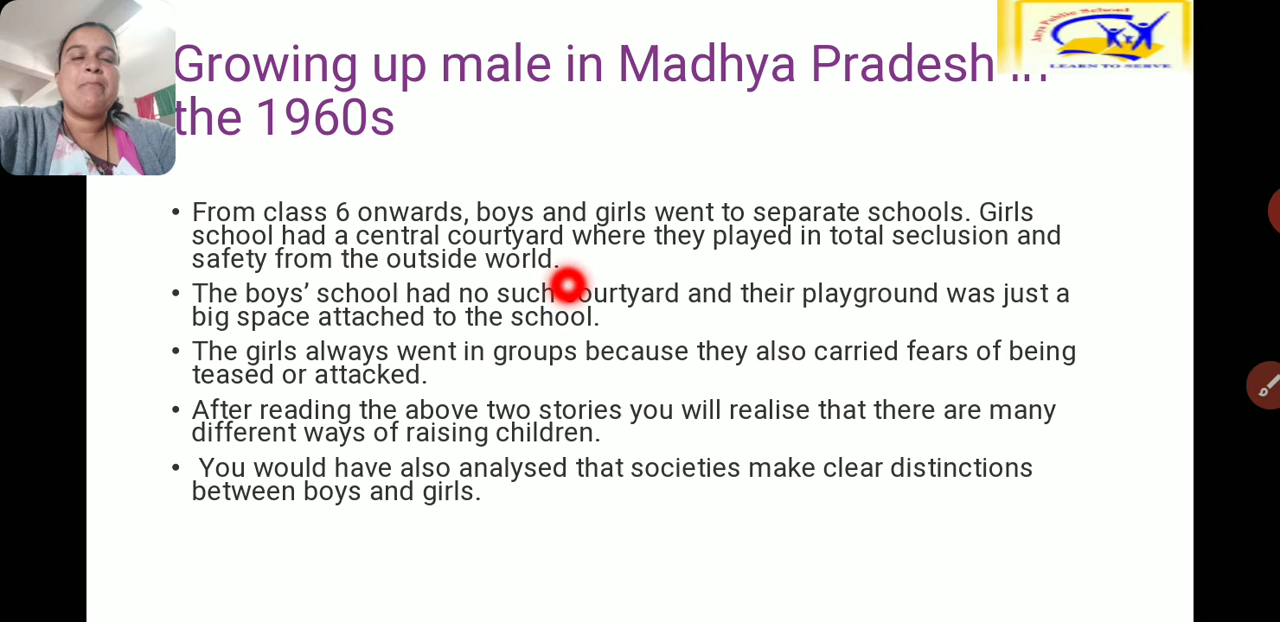 Growing up male in Madhya Pradesh in
the 1960s
Public School
LEARN TO SERVE
• From class 6 onwards, boys and girls went to separate schools. Girls
school had a central courtyard where they played in total seclusion and
safety from the outside world.
• The boys’ school had no such courtyard and their playground was just a
big space attached to the school.
• The girls always went in groups because they also carried fears of being
teased or attacked.
• After reading the above two stories you will realise that there are many
different ways of raising children.
• You would have also analysed that societies make clear distinctions
between boys and girls.